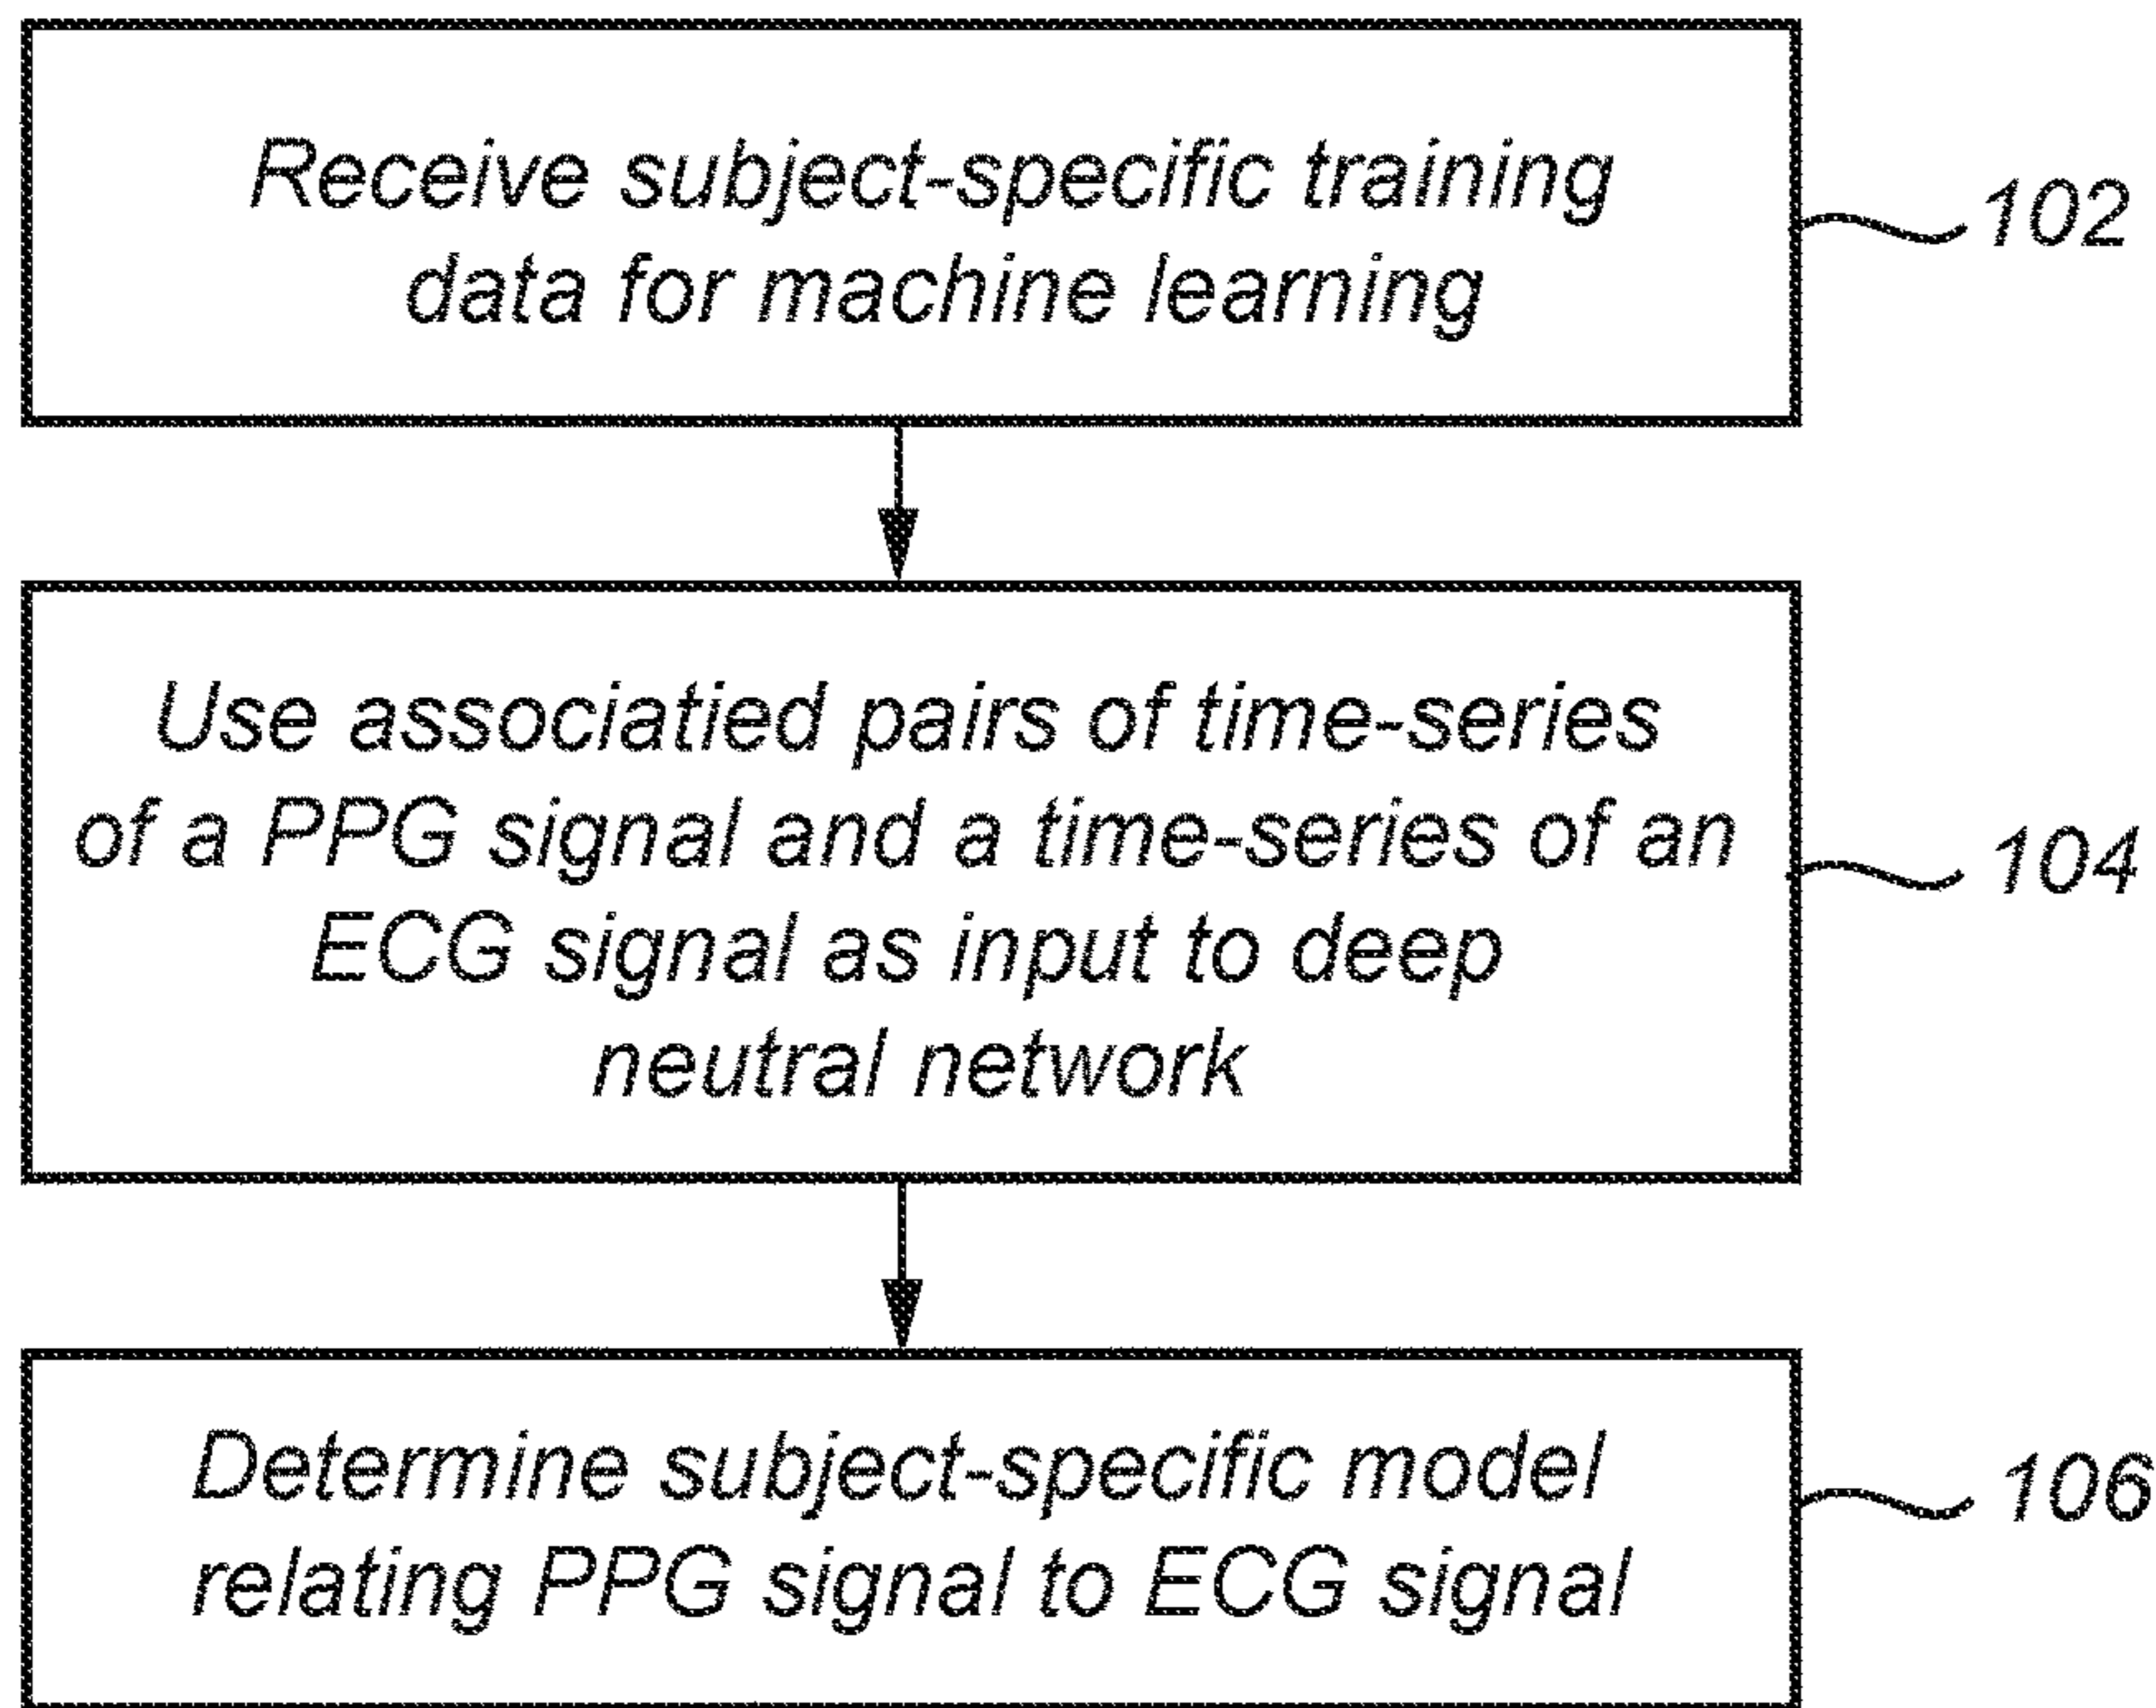 Receive subject-specific training
data for machine learning
102
Use associatied pairs of time-series
of a PPG signal and a time-series of an
ECG signal as input to deep
neutral network
104
Determine subject-specific model
relating PPG signal to ECG signal
106